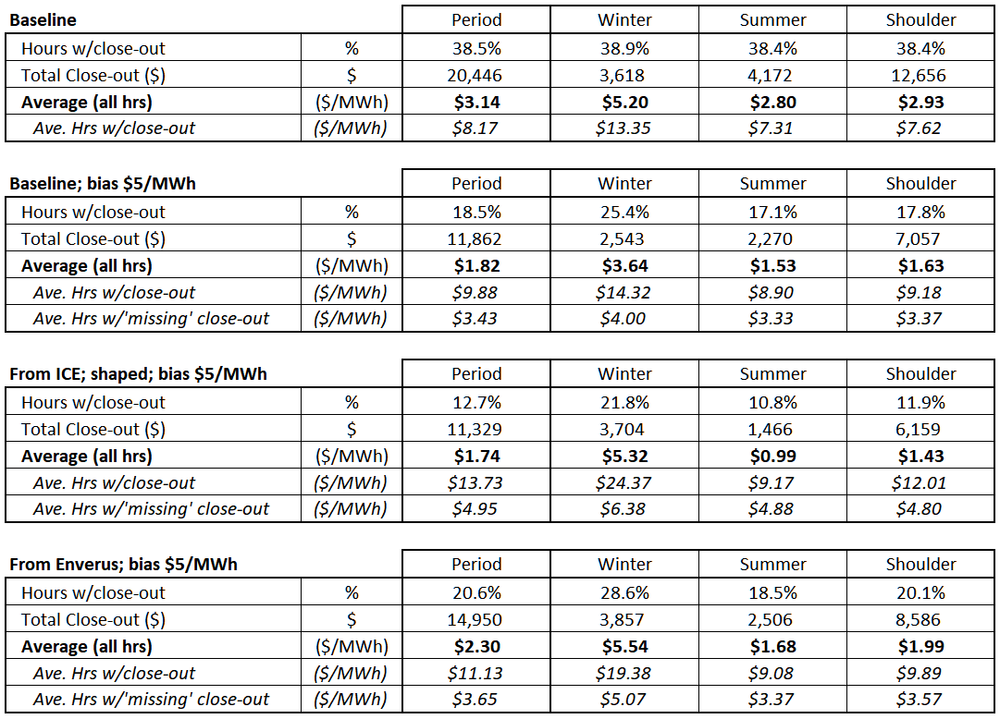 Baseline Period Winter Summer Shoulder
Hours w/close-out % 38.5% 38.9% 38.4% 38.4%
Total Close-out ($) $ 20,446 3,618 4,172 12,656
Average (all hrs) ($/MWh) $3.14 $5.20 $2.80 $2.93
Ave. Hrs w/close-out ($/MWh) $8.17 $13.35 $7.31 $7.62
Baseline; bias $5/MWh Period Winter Summer Shoulder
Hours w/close-out % 18.5% 25.4% 17.1% 17.8%
Total Close-out ($) $ 11,862 2,543 2,270 7,057
Average (all hrs) ($/MWh) $1.82 $3.64 $1.53 $1.63
Ave. Hrs w/close-out ($/MWh) $9.88 $14.32 $8.90 $9.18
Ave. Hrs w/'missing' close-out ($/MWh) $3.43 $4.00 $3.33 $3.37
From ICE; shaped; bias $5/MWh Period Winter Summer Shoulder
Hours w/close-out % 12.7% 21.8% 10.8% 11.9%
Total Close-out ($) $ 11,329 3,704 1,466 6,159
Average (all hrs) ($/MWh) $1.74 $5.32 $0.99 $1.43
Ave. Hrs w/close-out ($/MWh) $13.73 $24.37 $9.17 $12.01
Ave. Hrs w/'missing' close-out ($/MWh) $4.95 $6.38 $4.88 $4.80
From Enverus; bias $5/MWh Period Winter Summer Shoulder
Hours w/close-out % 20.6% 28.6% 18.5% 20.1%
Total Close-out ($) $ 14,950 3,857 2,506 8,586
Average (all hrs) ($/MWh) $2.30 $5.54 $1.68 $1.99
Ave. Hrs w/close-out ($/MWh) $11.13 $19.38 $9.08 $9.89
Ave. Hrs w/'missing' close-out ($/MWh) $3.65 $5.07 $3.37 $3.57